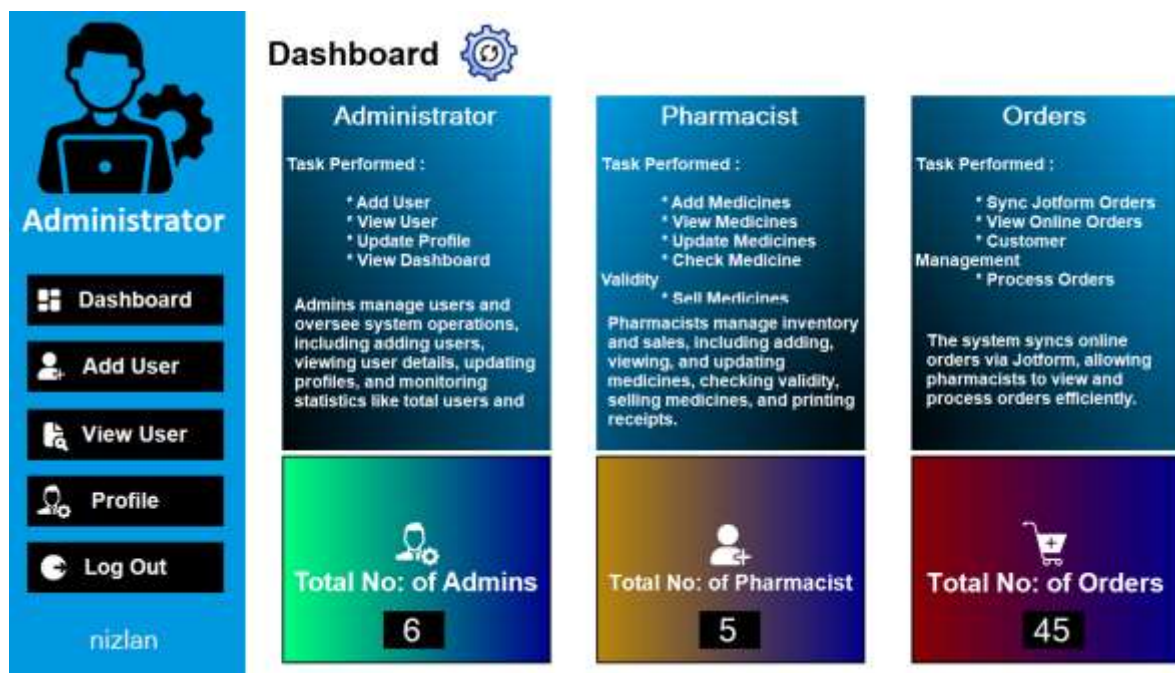 Administrator
Dashboard
Add User
View User
Profile
Log Out
nizlan
Dashboard
Administrator
Task Performed :
* Add User
* View User
* Update Profile
* View Dashboard
Admins manage users and
oversee system operations,
including adding users,
viewing user details, updating
profiles, and monitoring
statistics like total users and
Total No: of Admins
6
Pharmacist
Task Performed :
* Add Medicines
* View Medicines
* Update Medicines
* Check Medicine
Validity
* Sell Medicines
Pharmacists manage inventory
and sales, including adding,
viewing, and updating
medicines, checking validity,
selling medicines, and printing
receipts.
Total No: of Pharmacist
5
Orders
Task Performed :
* Sync Jotform Orders
* View Online Orders
* Customer
Management
* Process Orders
The system syncs online
orders via Jotform, allowing
pharmacists to view and
process orders efficiently.
Total No: of Orders
45